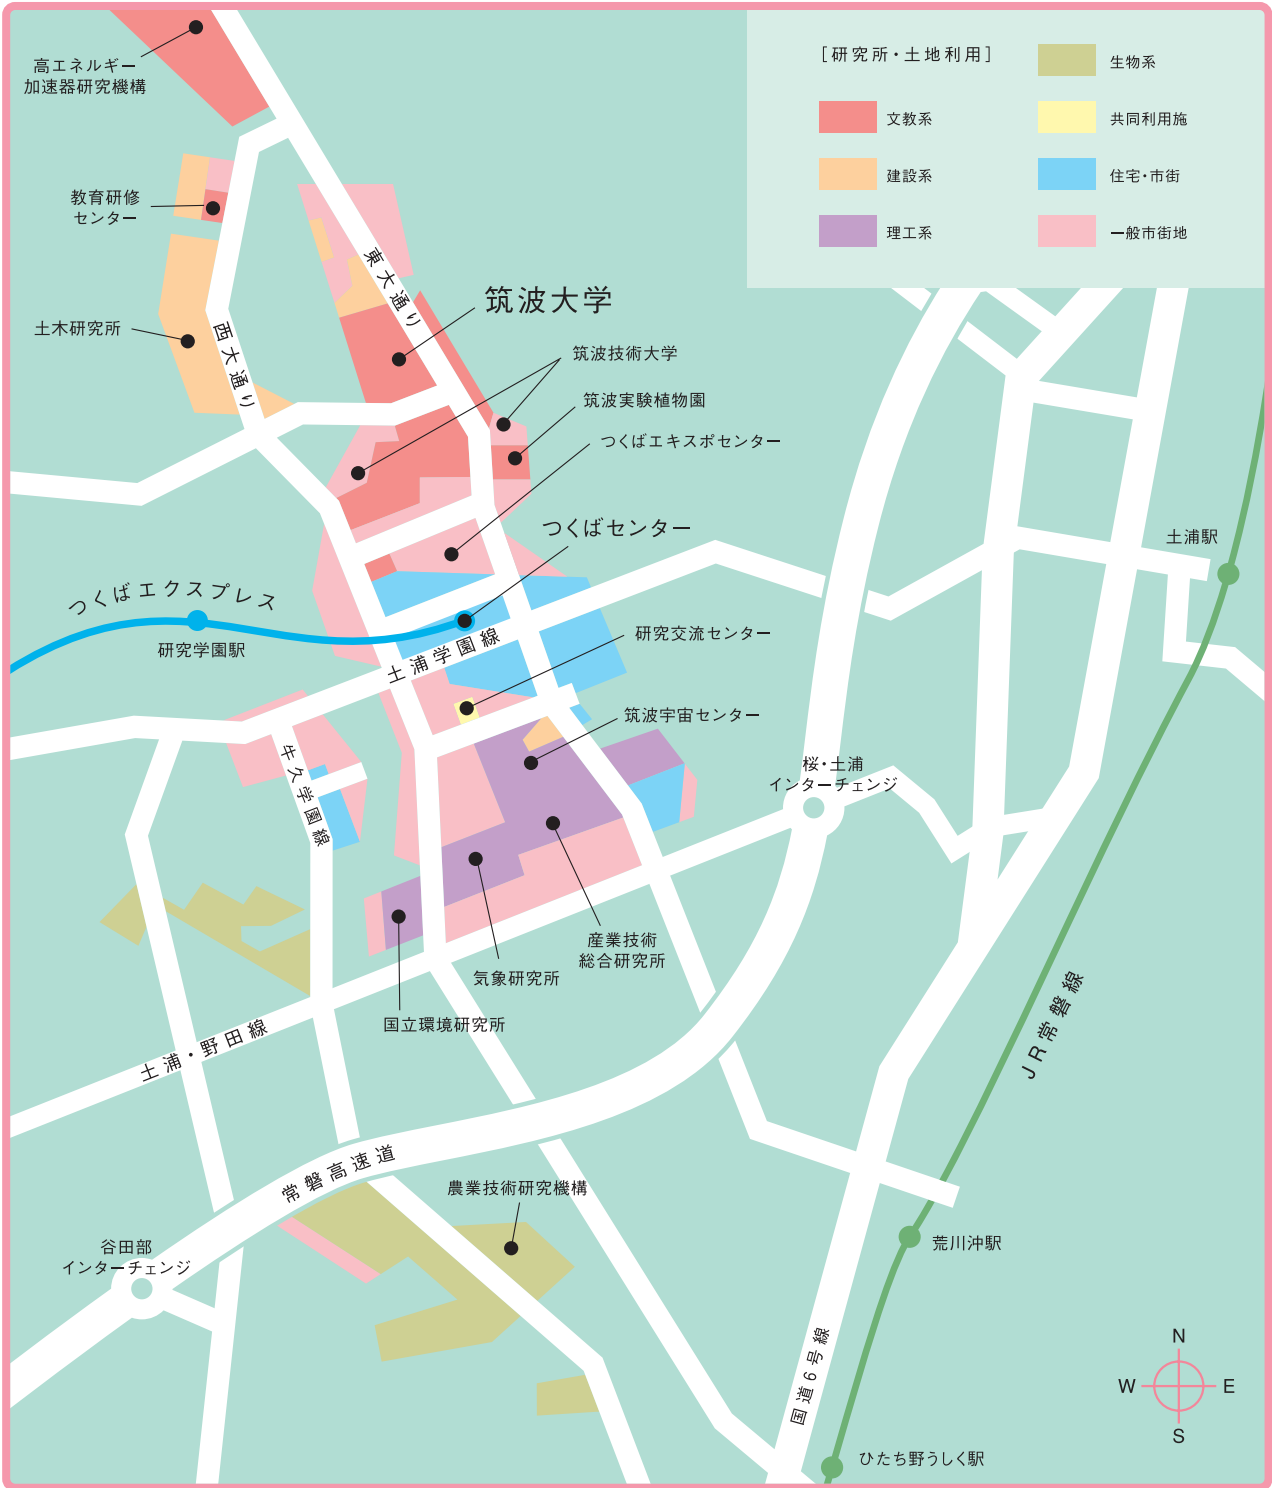 高エネルギー
加速器研究機構
［研究所・土地利用］
文教系
建設系
理工系
生物系
共同利用施
住宅・市街
一般市街地
教育研修
センター
土木研究所
西大通り
東大通り
筑波大学
筑波技術大学
筑波実験植物園
つくばエキスポセンター
つくばセンター
土浦駅
つくばエクスプレス
研究学園駅
土浦学園線
研究交流センター
筑波宇宙センター
牛久学園線
桜・土浦
インターチェンジ
産業技術
総合研究所
気象研究所
国立環境研究所
土浦・野田線
JR常磐線
常磐高速道
農業技術研究機構
谷田部
インターチェンジ
荒川沖駅
国道6号線
ひたち野うしく駅
N
W
E
S